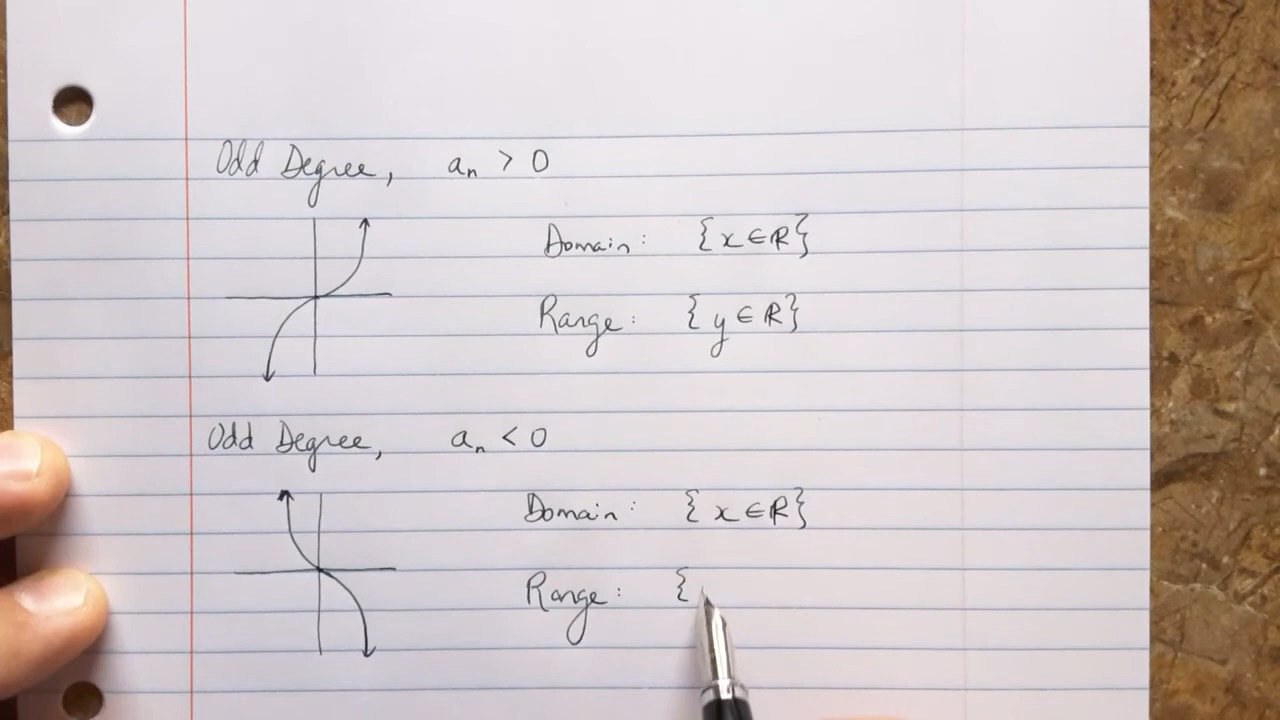 Odd Degree, aₙ > 0
Domain: {x∈ℝ}
Range: {y∈ℝ}
Odd Degree, aₙ < 0
Domain: {x∈ℝ}
Range: {